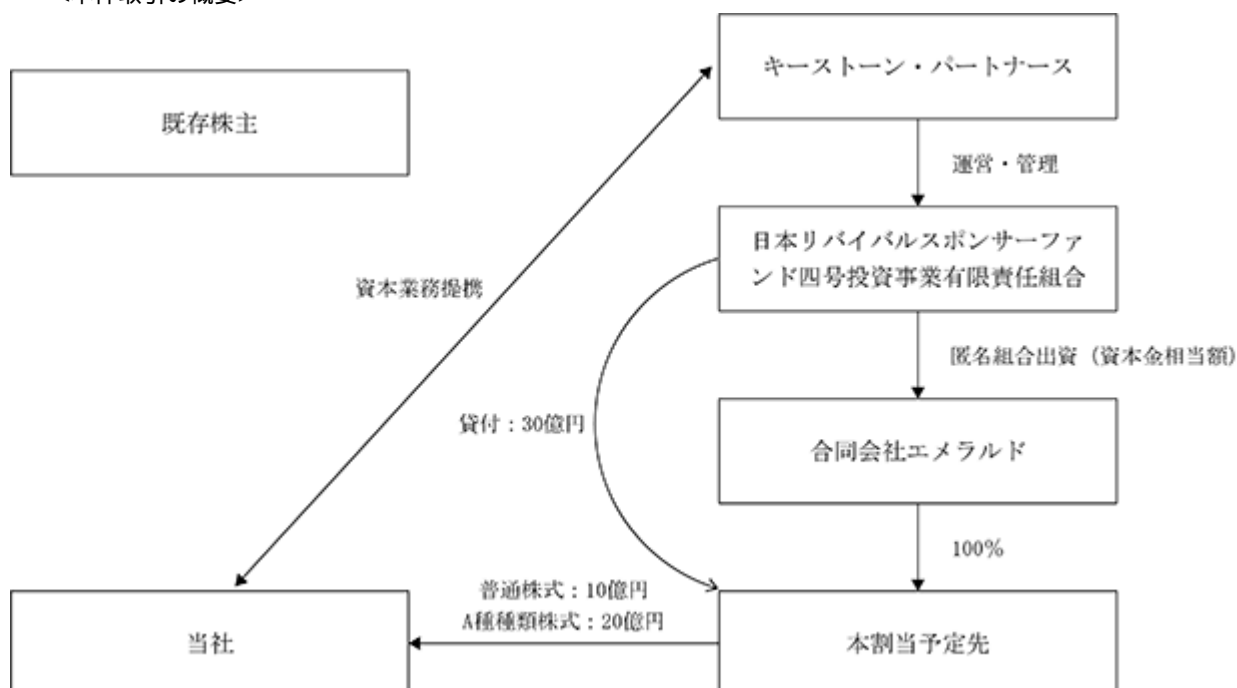 キーストーン・パートナース
既存株主
運営・管理
日本リバイバルスポンサーファ
ンド四号投資事業有限責任組合
資本業務提携
匿名組合出資（資本金相当額）
貸付：30億円
合同会社エメラルド
100%
普通株式：10億円
A種種類株式：20億円
当社
本割当予定先